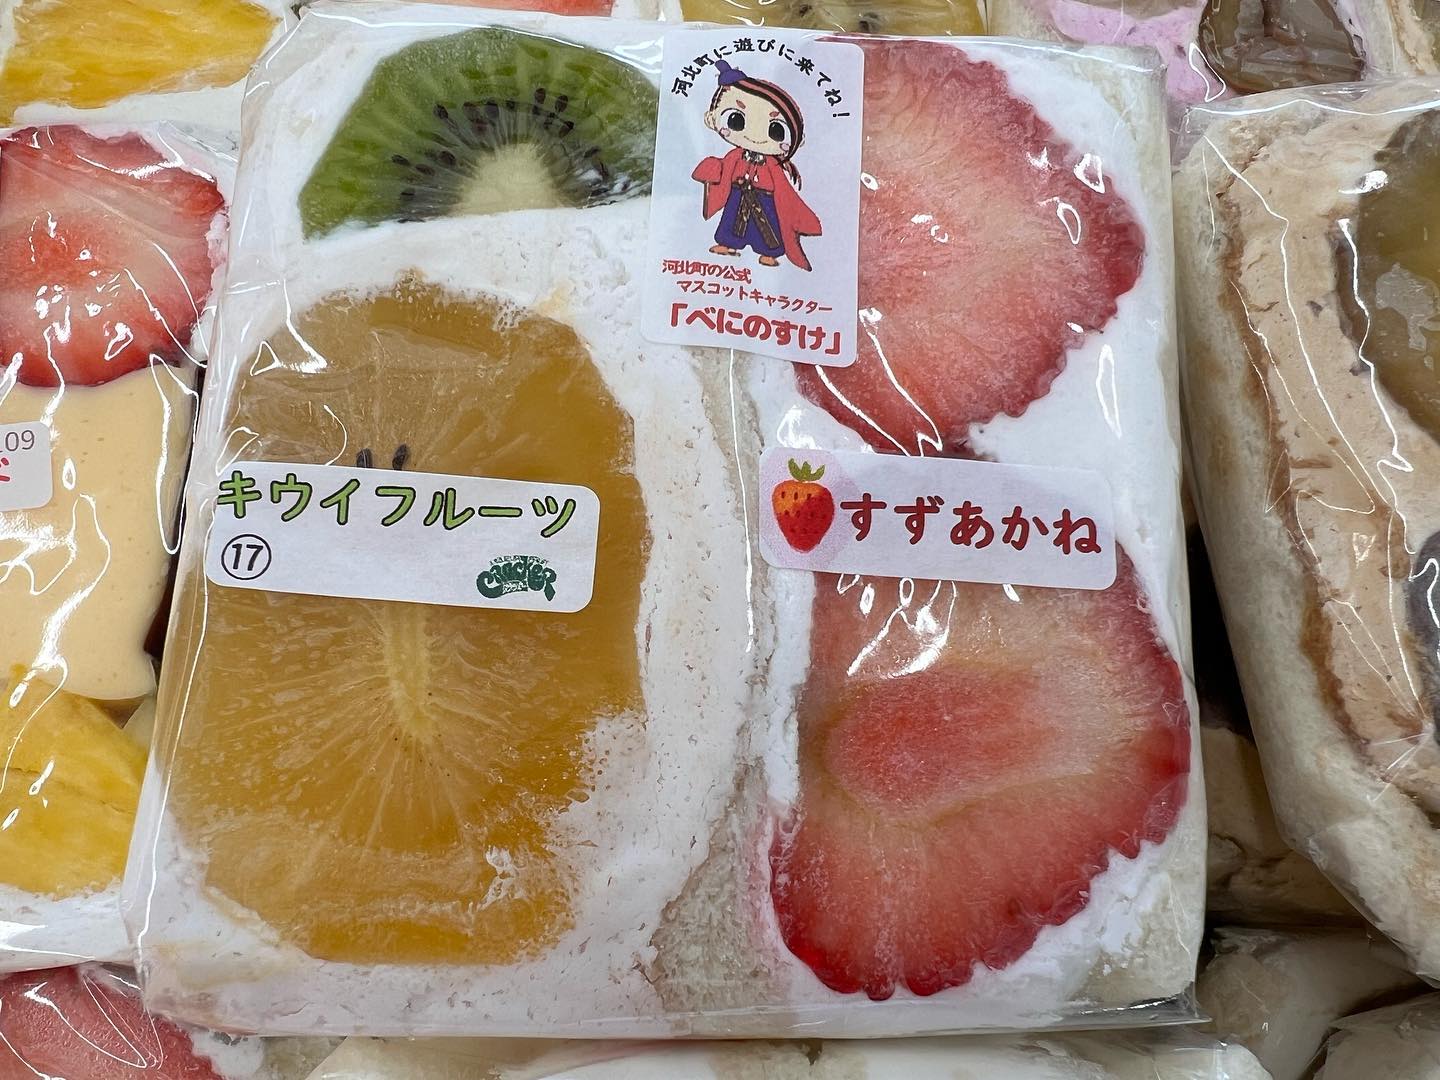 河北町に遊びに来てね！
河北町の公式
マスコットキャラクター
「べにのすけ」
キウイフルーツ
⑰
CRACKER
すずあかね
09